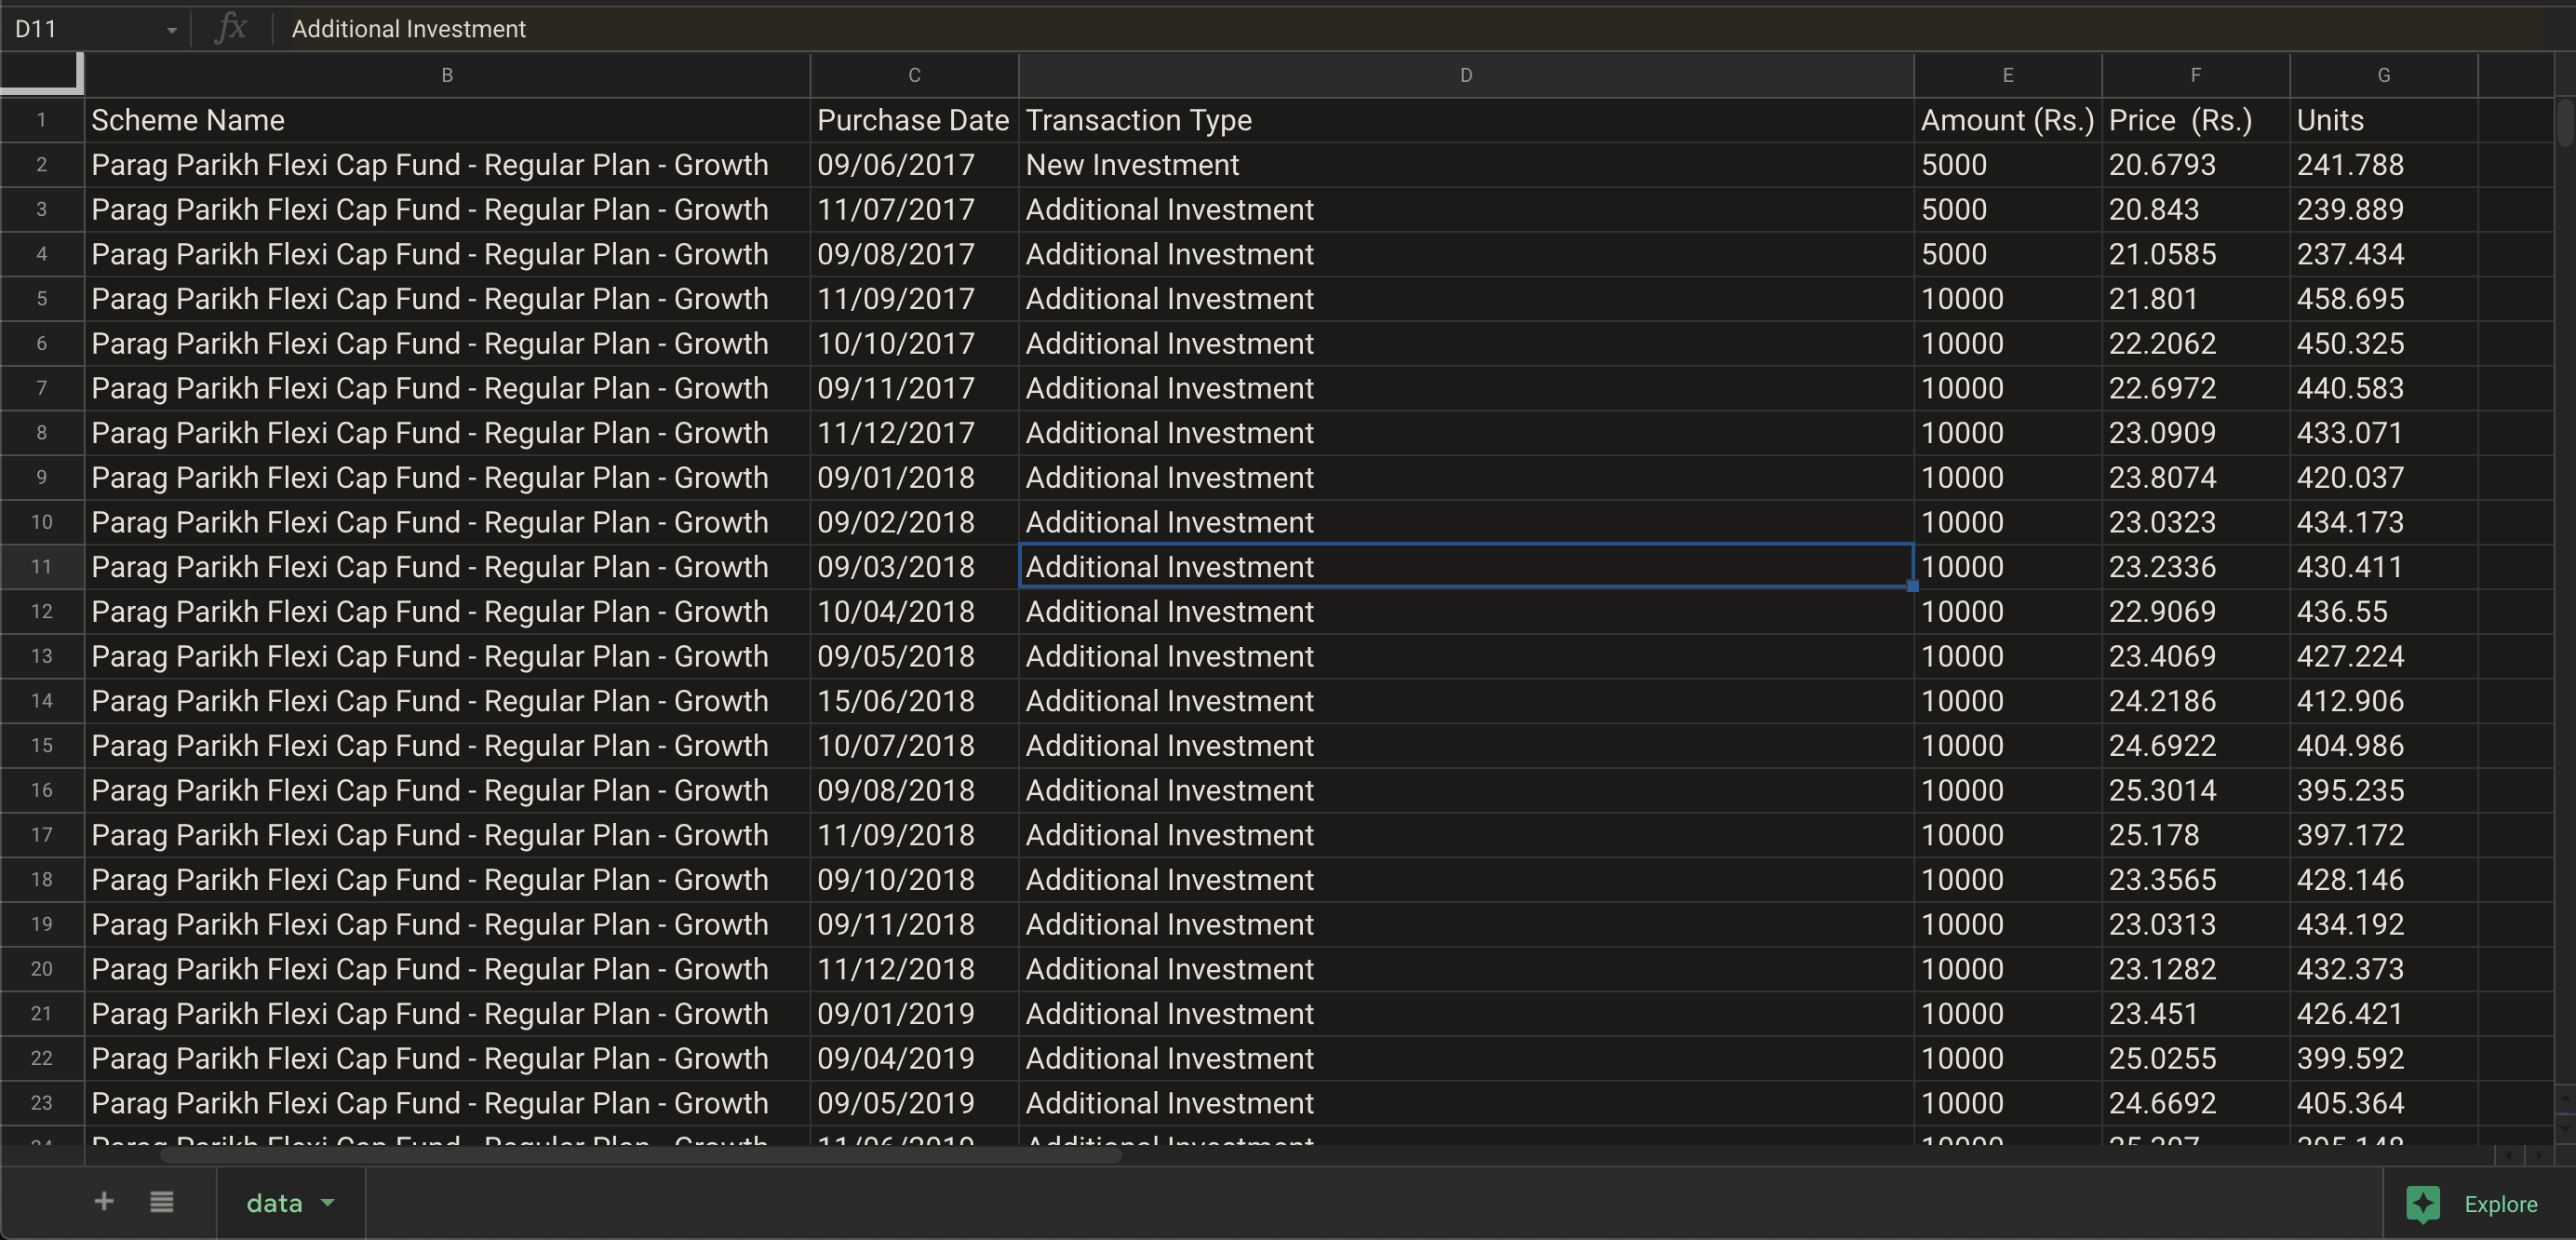 D11 fx Additional Investment
B C D E F G
1 Scheme Name Purchase Date Transaction Type Amount (Rs.) Price (Rs.) Units
2 Parag Parikh Flexi Cap Fund - Regular Plan - Growth 09/06/2017 New Investment 5000 20.6793 241.788
3 Parag Parikh Flexi Cap Fund - Regular Plan - Growth 11/07/2017 Additional Investment 5000 20.843 239.889
4 Parag Parikh Flexi Cap Fund - Regular Plan - Growth 09/08/2017 Additional Investment 5000 21.0585 237.434
5 Parag Parikh Flexi Cap Fund - Regular Plan - Growth 11/09/2017 Additional Investment 10000 21.801 458.695
6 Parag Parikh Flexi Cap Fund - Regular Plan - Growth 10/10/2017 Additional Investment 10000 22.2062 450.325
7 Parag Parikh Flexi Cap Fund - Regular Plan - Growth 09/11/2017 Additional Investment 10000 22.6972 440.583
8 Parag Parikh Flexi Cap Fund - Regular Plan - Growth 11/12/2017 Additional Investment 10000 23.0909 433.071
9 Parag Parikh Flexi Cap Fund - Regular Plan - Growth 09/01/2018 Additional Investment 10000 23.8074 420.037
10 Parag Parikh Flexi Cap Fund - Regular Plan - Growth 09/02/2018 Additional Investment 10000 23.0323 434.173
11 Parag Parikh Flexi Cap Fund - Regular Plan - Growth 09/03/2018 Additional Investment 10000 23.2336 430.411
12 Parag Parikh Flexi Cap Fund - Regular Plan - Growth 10/04/2018 Additional Investment 10000 22.9069 436.55
13 Parag Parikh Flexi Cap Fund - Regular Plan - Growth 09/05/2018 Additional Investment 10000 23.4069 427.224
14 Parag Parikh Flexi Cap Fund - Regular Plan - Growth 15/06/2018 Additional Investment 10000 24.2186 412.906
15 Parag Parikh Flexi Cap Fund - Regular Plan - Growth 10/07/2018 Additional Investment 10000 24.6922 404.986
16 Parag Parikh Flexi Cap Fund - Regular Plan - Growth 09/08/2018 Additional Investment 10000 25.3014 395.235
17 Parag Parikh Flexi Cap Fund - Regular Plan - Growth 11/09/2018 Additional Investment 10000 25.178 397.172
18 Parag Parikh Flexi Cap Fund - Regular Plan - Growth 09/10/2018 Additional Investment 10000 23.3565 428.146
19 Parag Parikh Flexi Cap Fund - Regular Plan - Growth 09/11/2018 Additional Investment 10000 23.0313 434.192
20 Parag Parikh Flexi Cap Fund - Regular Plan - Growth 11/12/2018 Additional Investment 10000 23.1282 432.373
21 Parag Parikh Flexi Cap Fund - Regular Plan - Growth 09/01/2019 Additional Investment 10000 23.451 426.421
22 Parag Parikh Flexi Cap Fund - Regular Plan - Growth 09/04/2019 Additional Investment 10000 25.0255 399.592
23 Parag Parikh Flexi Cap Fund - Regular Plan - Growth 09/05/2019 Additional Investment 10000 24.6692 405.364
24 Parag Parikh Flexi Cap Fund - Regular Plan - Growth 11/06/2019 Additional Investment 10000
data Explore